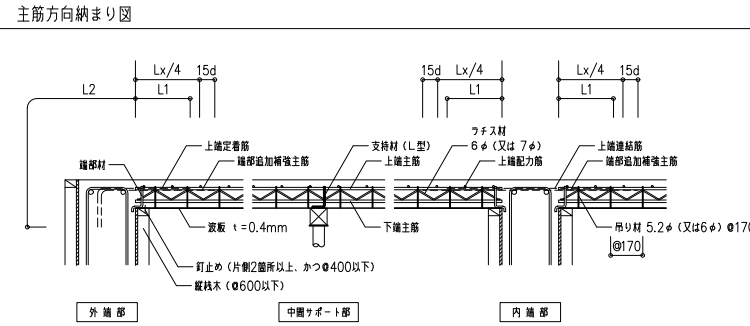 主筋方向納まり図
Lx/4
15d
L2
L1
15d
Lx/4
L1
Lx/4
15d
L1
端部材
上端定着筋
端部追加補強主筋
支持材（L型）
上端主筋
ラチス材
6φ（又は 7φ）
上端配力筋
上端連結筋
端部追加補強主筋
波板 t=0.4mm
下端主筋
吊り材 5.2φ（又は6φ）@170
@170
釘止め（片側2箇所以上、かつ@400以下）
縦桟木（@600以下）
外 端 部
中間サポート部
内 端 部